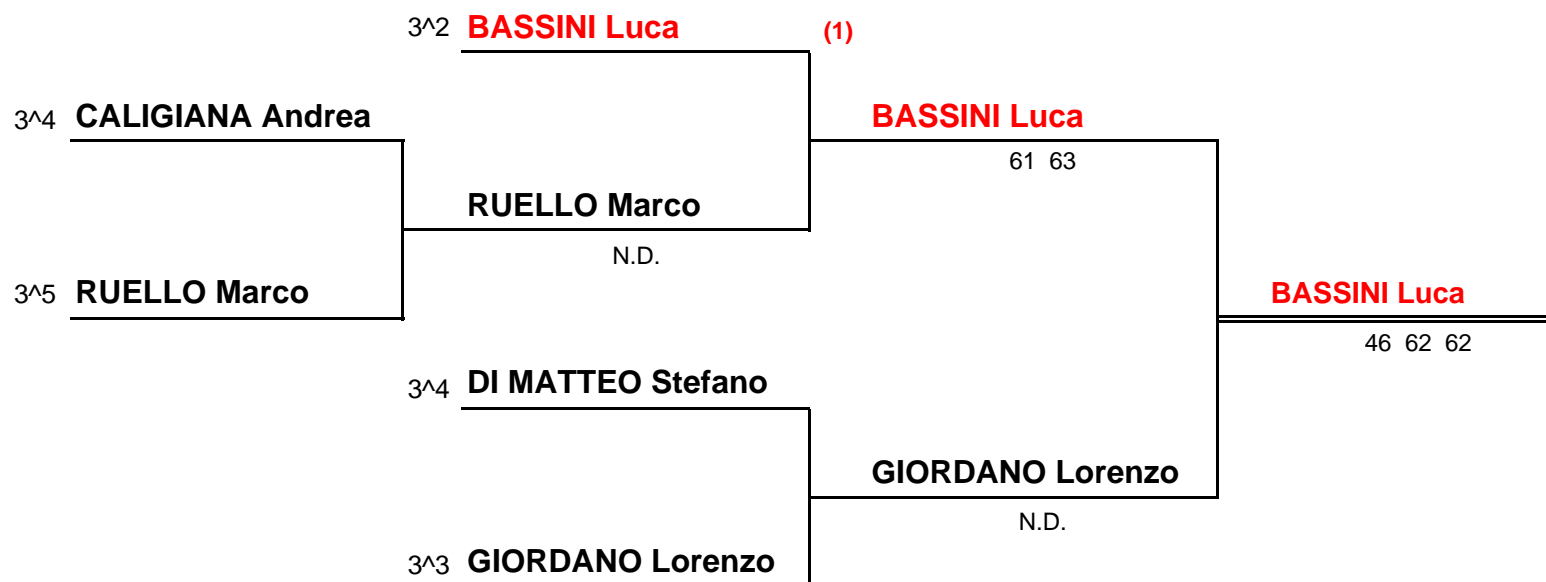 3^2 BASSINI Luca (1)
3^4 CALIGIANA Andrea
BASSINI Luca
61 63
RUELLO Marco
N.D.
3^5 RUELLO Marco
BASSINI Luca
46 62 62
3^4 DI MATTEO Stefano
GIORDANO Lorenzo
N.D.
3^3 GIORDANO Lorenzo